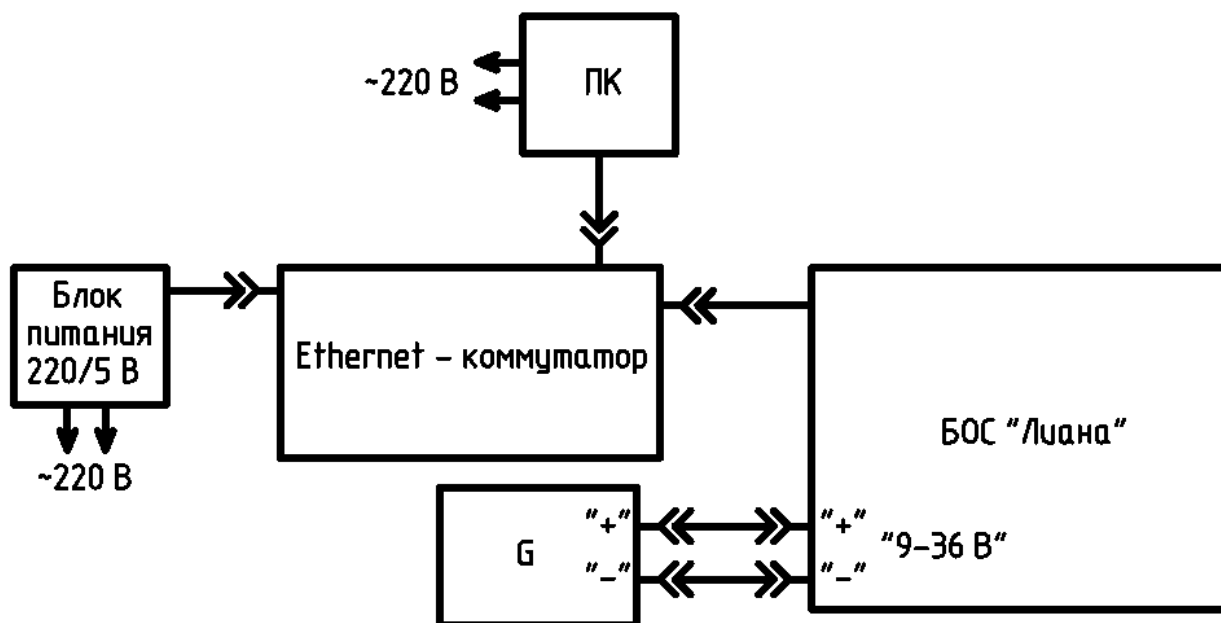 ~220 В
ПК
Блок
питания
220/5 В
~220 В
Ethernet – коммутатор
БОС "Лиана"
G
"+"
"–"
"+"
"–"
"9–36 В"